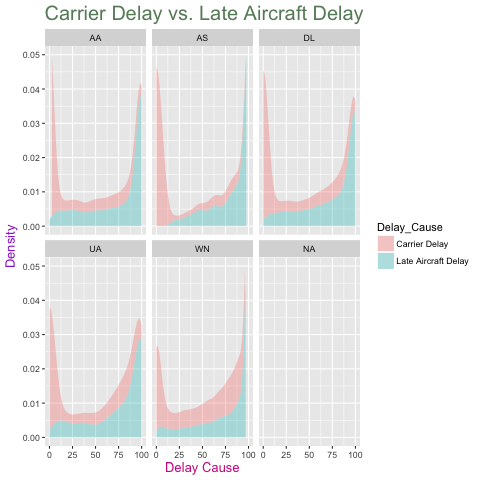 Carrier Delay vs. Late Aircraft Delay
AA AS DL
0.05
0.04
0.03
0.02
0.01
0.00
UA WN NA
0.05
0.04
0.03
0.02
0.01
0.00
0 25 50 75 100 0 25 50 75 100 0 25 50 75 100
Delay Cause
Density
Delay_Cause
Carrier Delay
Late Aircraft Delay